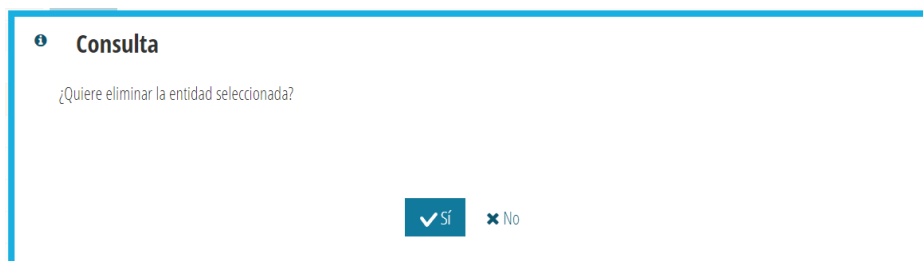 Consulta
¿Quiere eliminar la entidad seleccionada?
Sí No